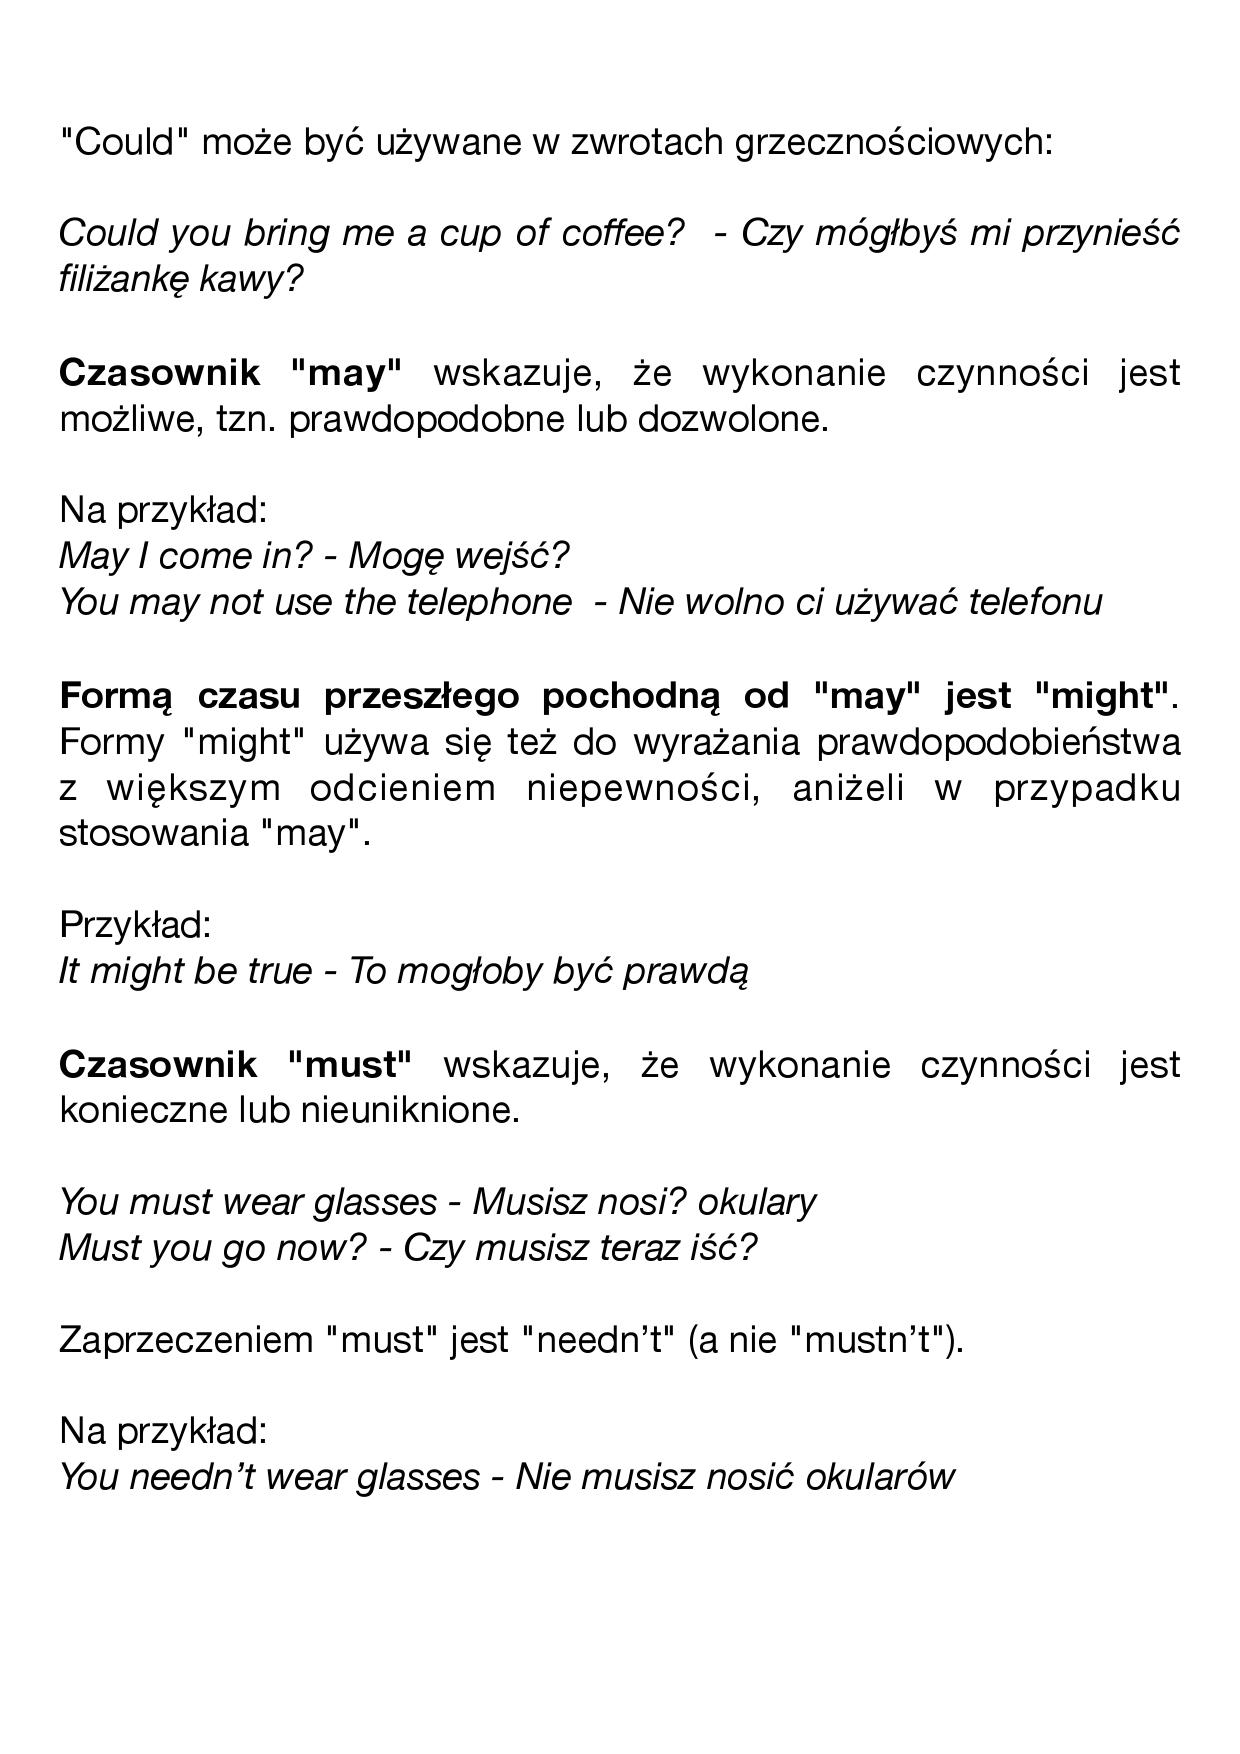 "Could" może być używane w zwrotach grzecznościowych:
Could you bring me a cup of coffee?  - Czy mógłbyś mi przynieść
filiżankę kawy?
Czasownik "may" wskazuje, że wykonanie czynności jest
możliwe, tzn. prawdopodobne lub dozwolone.
Na przykład:
May I come in? - Mogę wejść?
You may not use the telephone  - Nie wolno ci używać telefonu
Formą czasu przeszłego pochodną od "may" jest "might".
Formy "might" używa się też do wyrażania prawdopodobieństwa
z większym odcieniem niepewności, aniżeli w przypadku
stosowania "may".
Przykład:
It might be true - To mogłoby być prawdą
Czasownik "must" wskazuje, że wykonanie czynności jest
konieczne lub nieuniknione.
You must wear glasses - Musisz nosi? okulary
Must you go now? - Czy musisz teraz iść?
Zaprzeczeniem "must" jest "needn’t" (a nie "mustn’t").
Na przykład:
You needn’t wear glasses - Nie musisz nosić okularów